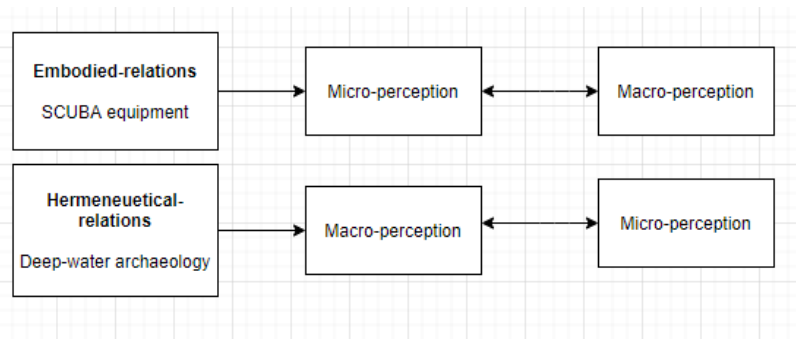 Embodied-relations
SCUBA equipment
Micro-perception
Macro-perception
Hermeneuetical-
relations
Deep-water archaeology
Macro-perception
Micro-perception